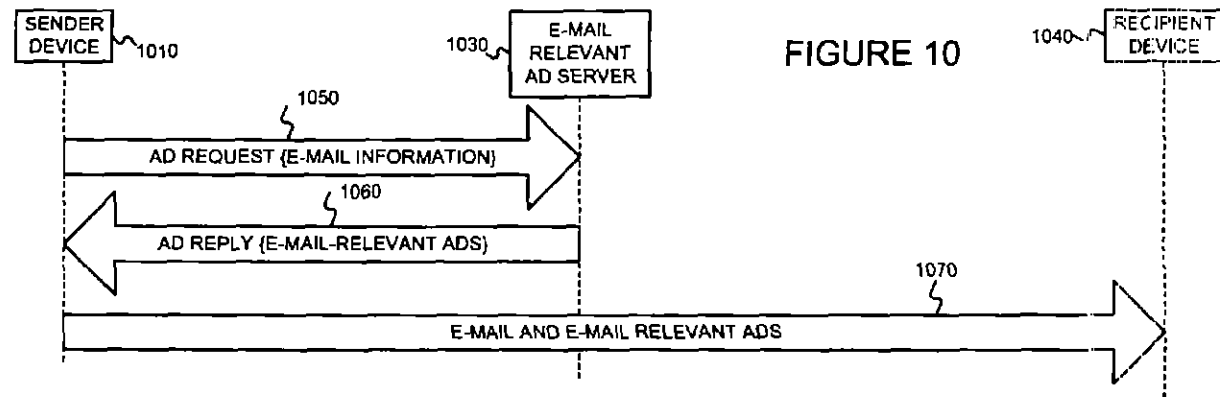 SENDER
DEVICE
1010
1030
E-MAIL
RELEVANT
AD SERVER
FIGURE 10
1040
RECIPIENT
DEVICE
1050
AD REQUEST {E-MAIL INFORMATION}
1060
AD REPLY {E-MAIL-RELEVANT ADS}
1070
E-MAIL AND E-MAIL RELEVANT ADS